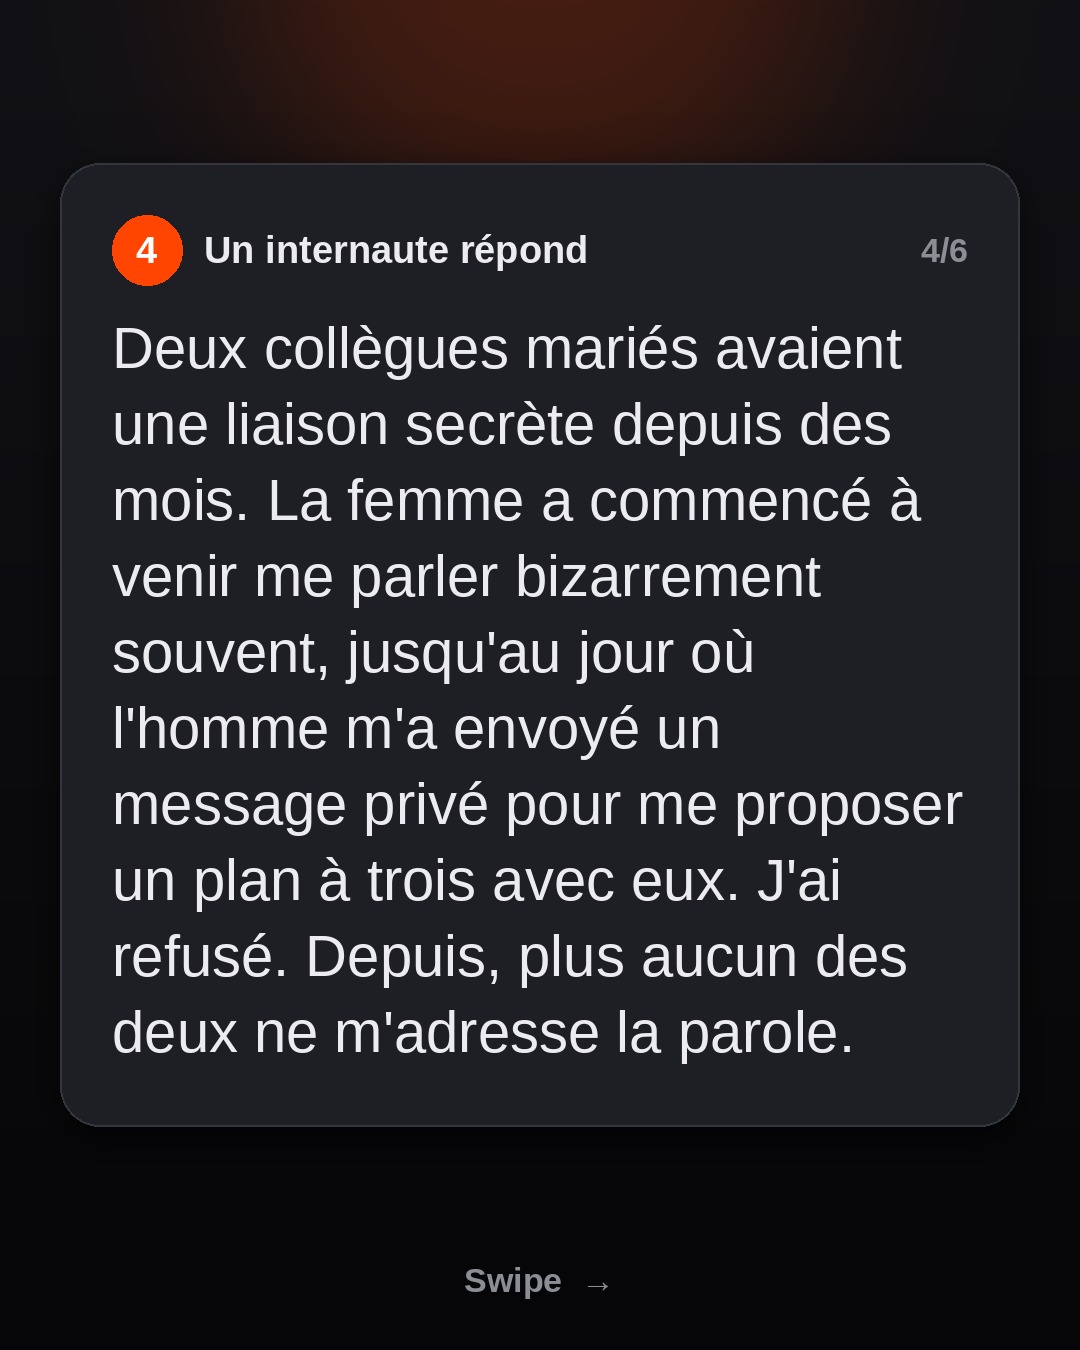 4 Un internaute répond 4/6
Deux collègues mariés avaient
une liaison secrète depuis des
mois. La femme a commencé à
venir me parler bizarrement
souvent, jusqu'au jour où
l'homme m'a envoyé un
message privé pour me proposer
un plan à trois avec eux. J'ai
refusé. Depuis, plus aucun des
deux ne m'adresse la parole.
Swipe →